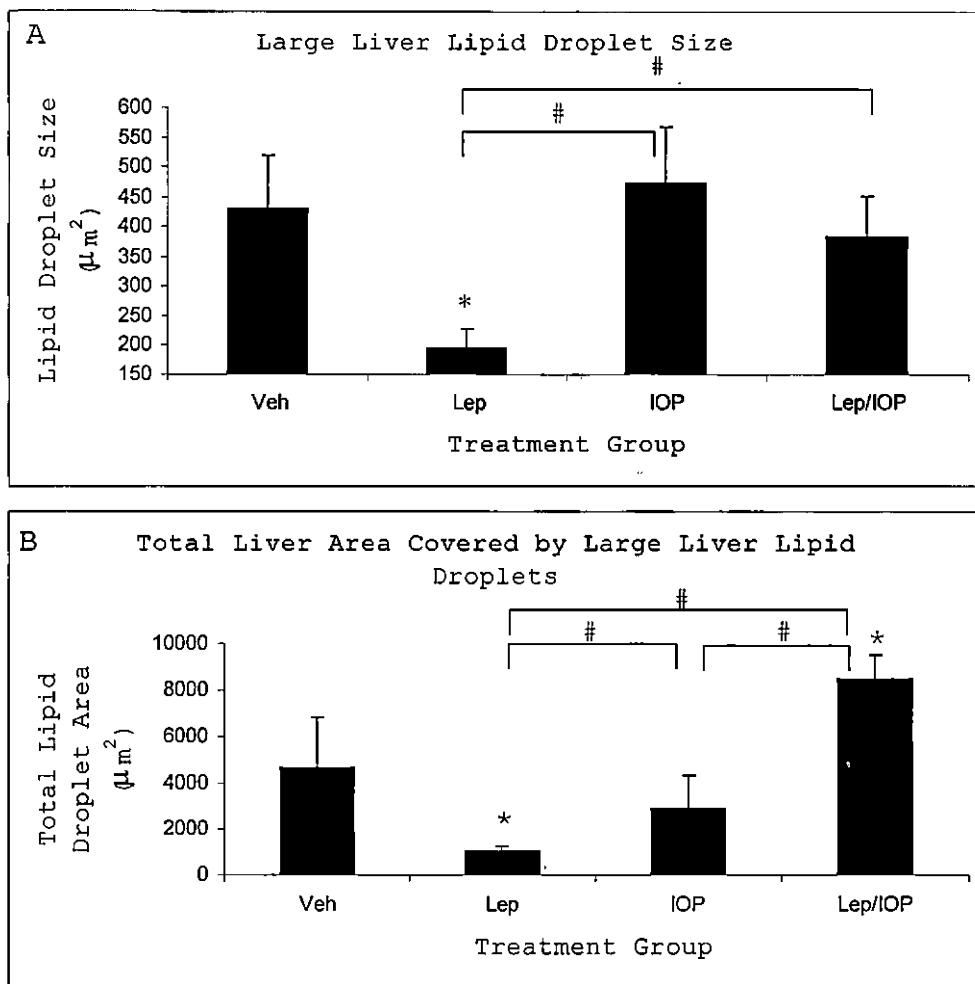 A
Large Liver Lipid Droplet Size
#
#
Lipid Droplet Size
(μm²)
600
550
500
450
400
350
300
250
200
150
*
Veh Lep IOP Lep/IOP
Treatment Group
B
Total Liver Area Covered by Large Liver Lipid
Droplets
#
# #
*
Total Lipid
Droplet Area
(μm²)
10000
8000
6000
4000
2000
0
*
Veh Lep IOP Lep/IOP
Treatment Group